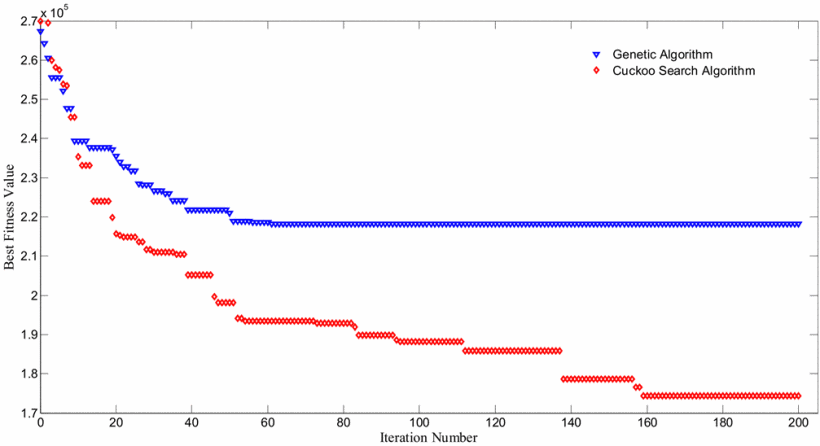 2.7 x 10^5
2.6
2.5
2.4
2.3
2.2
2.1
2
1.9
1.8
1.7
Best Fitness Value
Genetic Algorithm
Cuckoo Search Algorithm
0 20 40 60 80 100 120 140 160 180 200
Iteration Number